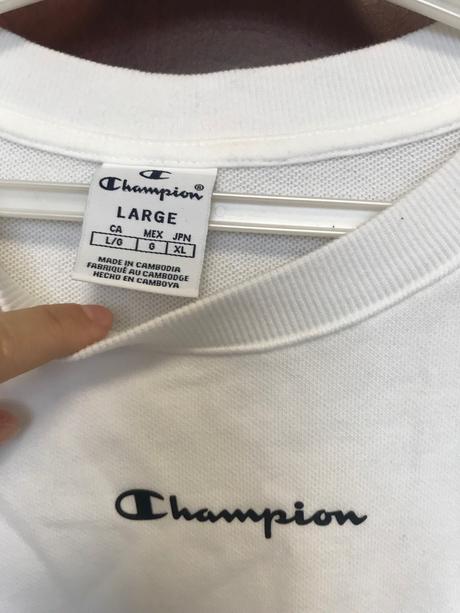 Champion®
LARGE
CA MEX JPN
L/G G XL
MADE IN CAMBODIA
FABRIQUÉ AU CAMBODGE
HECHO EN CAMBOYA
Champion